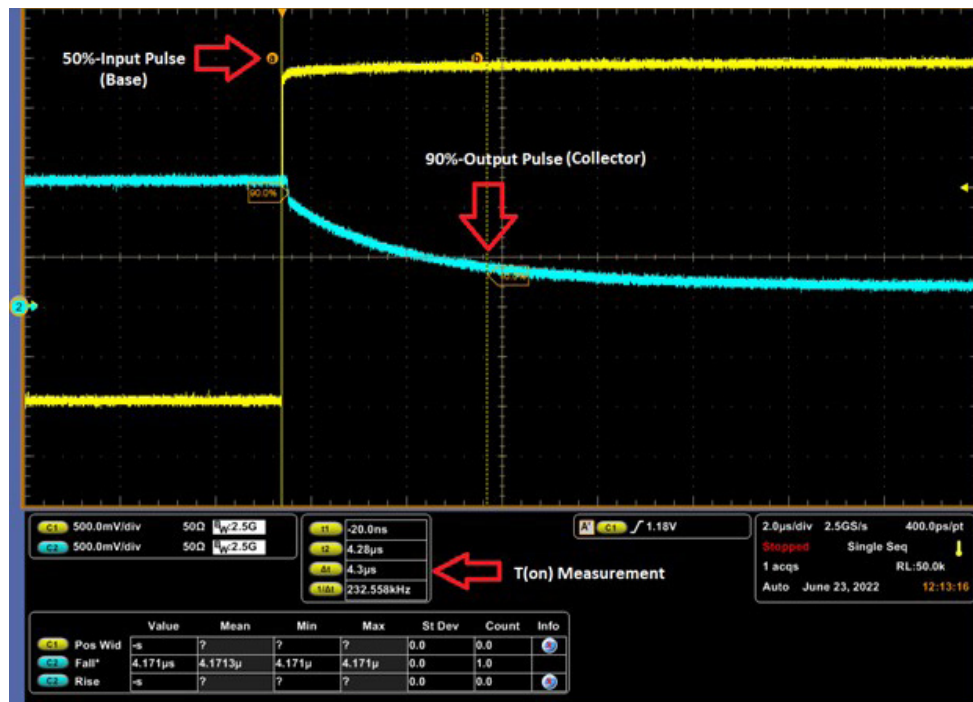 50%-Input Pulse
(Base)
a
b
90%-Output Pulse (Collector)
90.0%
2
C1 500.0mV/div 50Ω BW:2.5G
C2 500.0mV/div 50Ω BW:2.5G
t1 -20.0ns
t2 4.28µs
Δt 4.3µs
1/Δt 232.558kHz
T(on) Measurement
A' C1 / 1.18V
2.0µs/div 2.5GS/s 400.0ps/pt
Stopped Single Seq
1 acqs RL:50.0k
Auto June 23, 2022 12:13:16
Value Mean Min Max St Dev Count Info
C1 Pos Wid -s ? ? ? 0.0 0.0
C2 Fall* 4.171µs 4.1713µ 4.171µ 4.171µ 0.0 1.0
C2 Rise -s ? ? ? 0.0 0.0